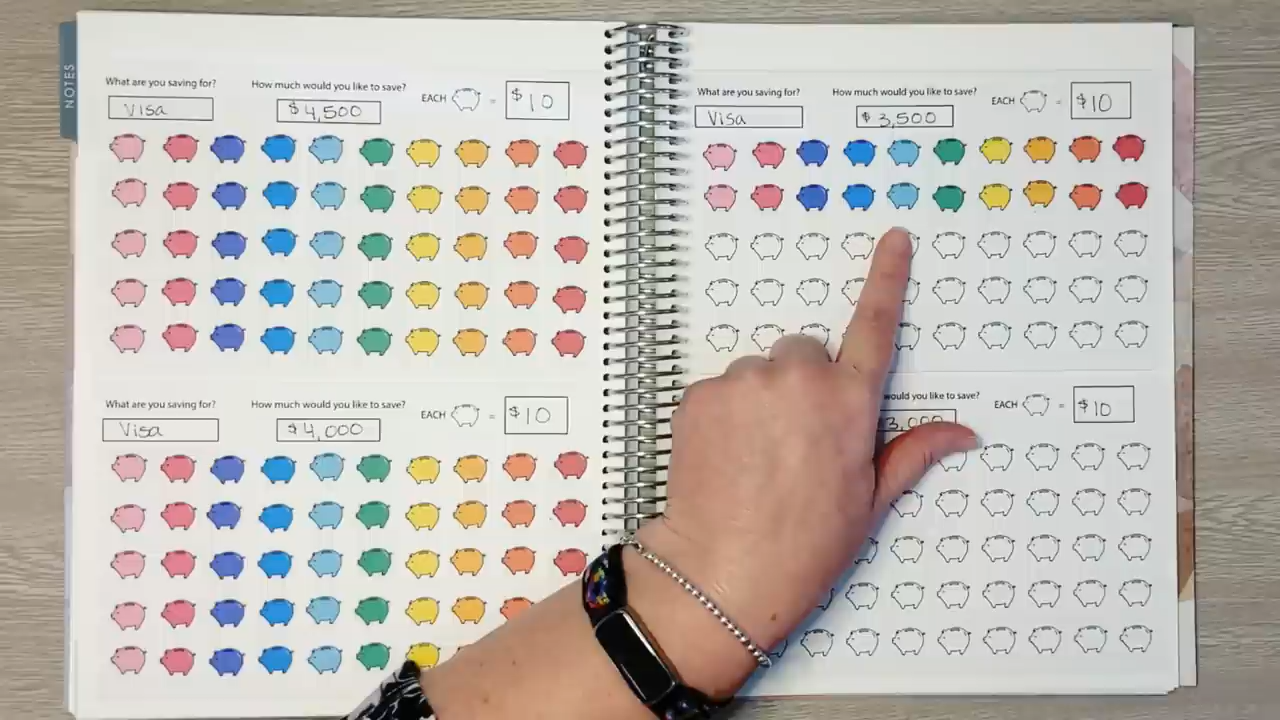 NOTES
What are you saving for?
How much would you like to save?
EACH = $10
Visa
$4,500
What are you saving for?
How much would you like to save?
EACH = $10
Visa
$4,000
What are you saving for?
How much would you like to save?
EACH = $10
Visa
$3,500
would you like to save?
EACH = $10
3,000